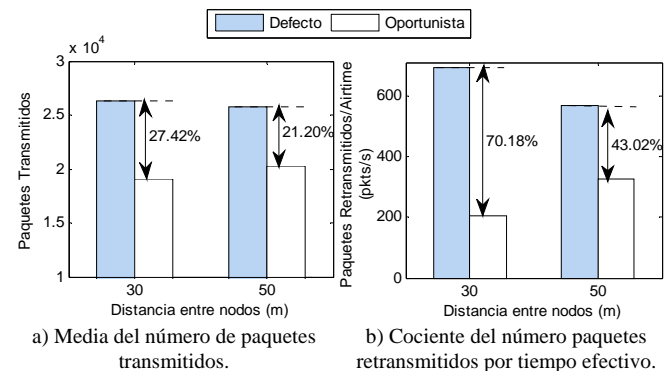 Defecto Oportunista
x 10^4
3
2.5
2
1.5
1
Paquetes Transmitidos
27.42%
21.20%
30 50
Distancia entre nodos (m)
a) Media del número de paquetes
transmitidos.
Paquetes Retransmitidos/Airtime
(pkts/s)
600
400
200
0
70.18%
43.02%
30 50
Distancia entre nodos (m)
b) Cociente del número paquetes
retransmitidos por tiempo efectivo.